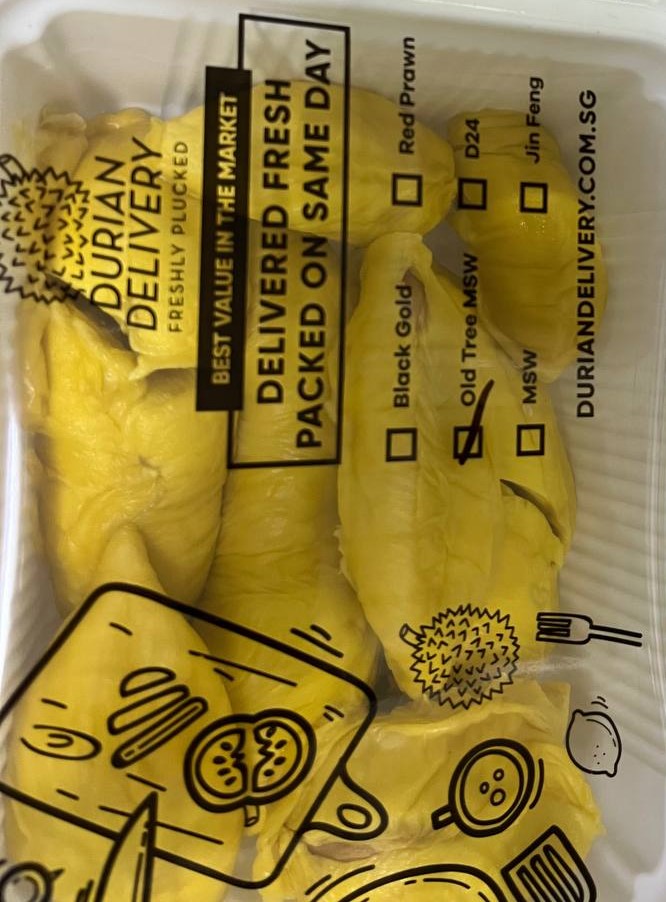 DURIAN
DELIVERY
FRESHLY PLUCKED
BEST VALUE IN THE MARKET
DELIVERED FRESH
PACKED ON SAME DAY
Black Gold
Red Prawn
Old Tree MSW
D24
MSW
Jin Feng
DURIANDELIVERY.COM.SG